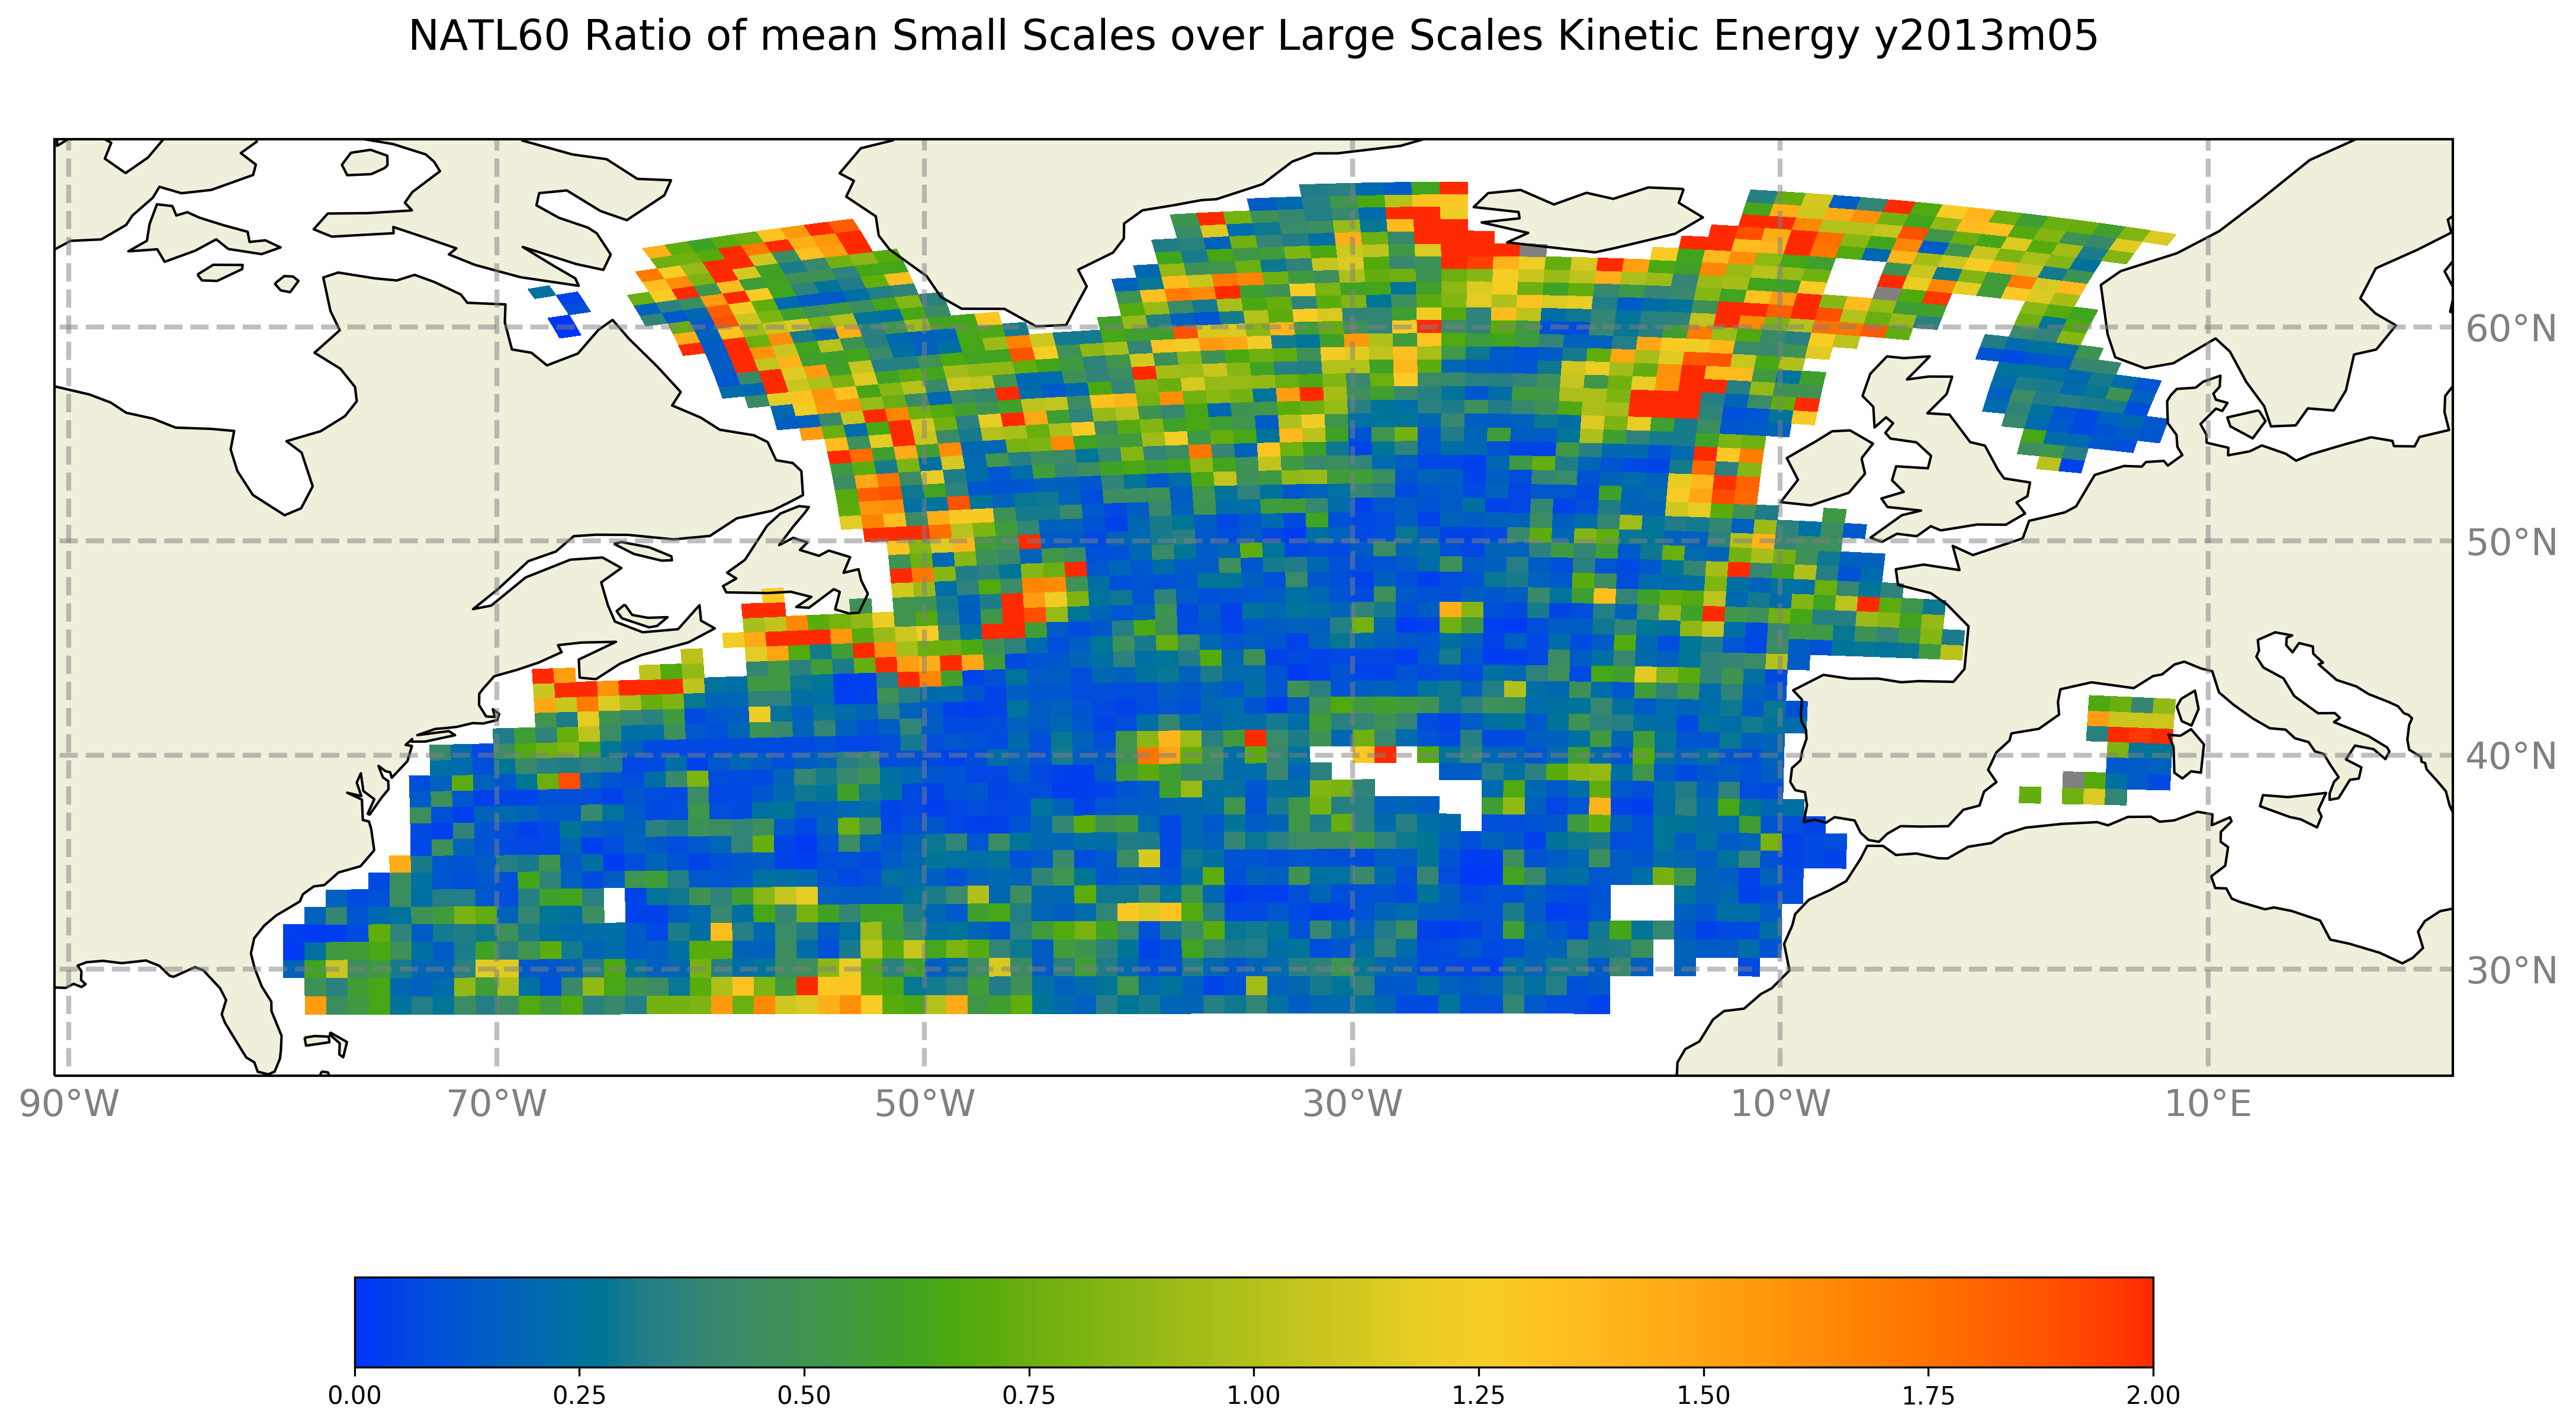 NATL60 Ratio of mean Small Scales over Large Scales Kinetic Energy y2013m05
60°N
50°N
40°N
30°N
90°W 70°W 50°W 30°W 10°W 10°E
0.00 0.25 0.50 0.75 1.00 1.25 1.50 1.75 2.00